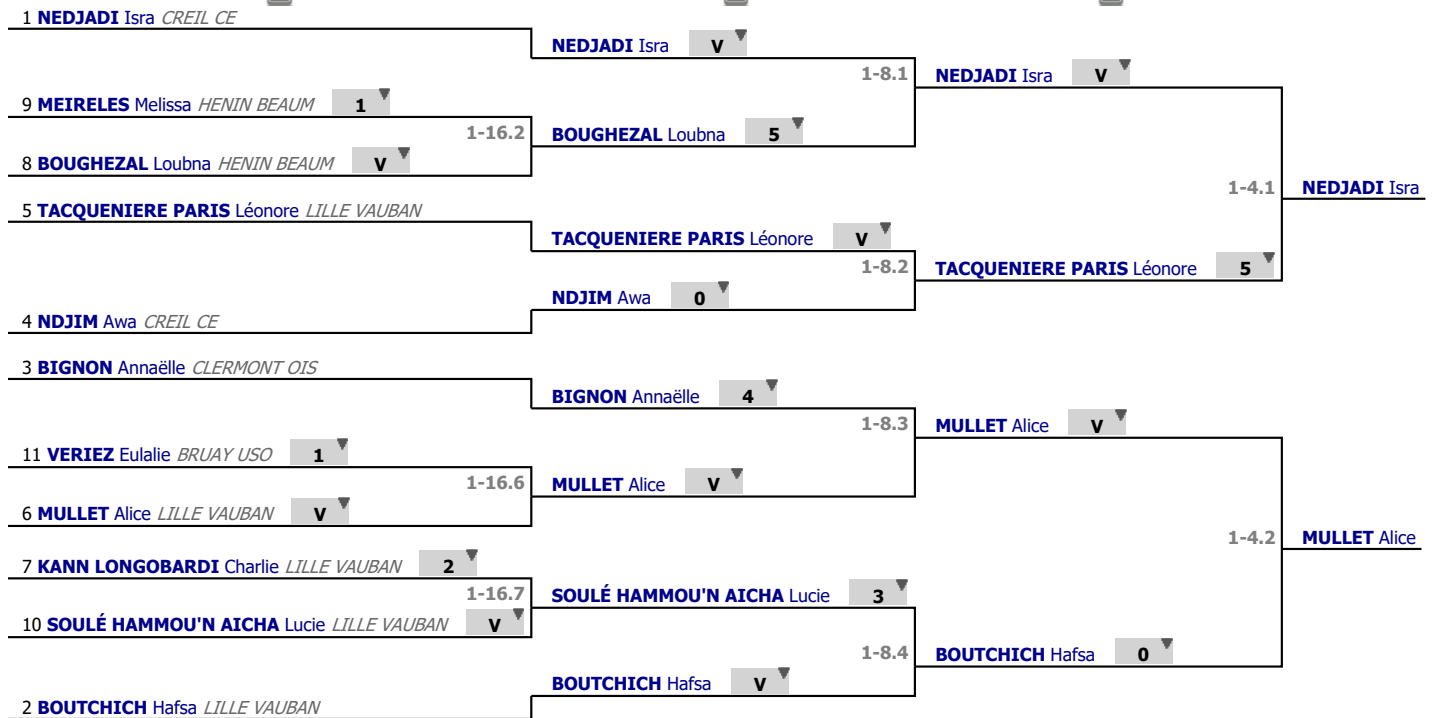 1 NEDJADI Isra CREIL CE
NEDJADI Isra V
1-8.1
NEDJADI Isra V
9 MEIRELES Melissa HENIN BEAUM 1
1-16.2
BOUGHEZAL Loubna 5
8 BOUGHEZAL Loubna HENIN BEAUM V
1-4.1
NEDJADI Isra
5 TACQUENIERE PARIS Léonore LILLE VAUBAN
TACQUENIERE PARIS Léonore V
1-8.2
TACQUENIERE PARIS Léonore 5
NDJIM Awa 0
4 NDJIM Awa CREIL CE
3 BIGNON Annaëlle CLERMONT OIS
BIGNON Annaëlle 4
1-8.3
MULLET Alice V
11 VERIEZ Eulalie BRUAY USO 1
1-16.6
MULLET Alice V
6 MULLET Alice LILLE VAUBAN V
1-4.2
MULLET Alice
7 KANN LONGOBARDI Charlie LILLE VAUBAN 2
1-16.7
SOULÉ HAMMOU'N AICHA Lucie 3
10 SOULÉ HAMMOU'N AICHA Lucie LILLE VAUBAN V
1-8.4
BOUTCHICH Hafsa 0
BOUTCHICH Hafsa V
2 BOUTCHICH Hafsa LILLE VAUBAN